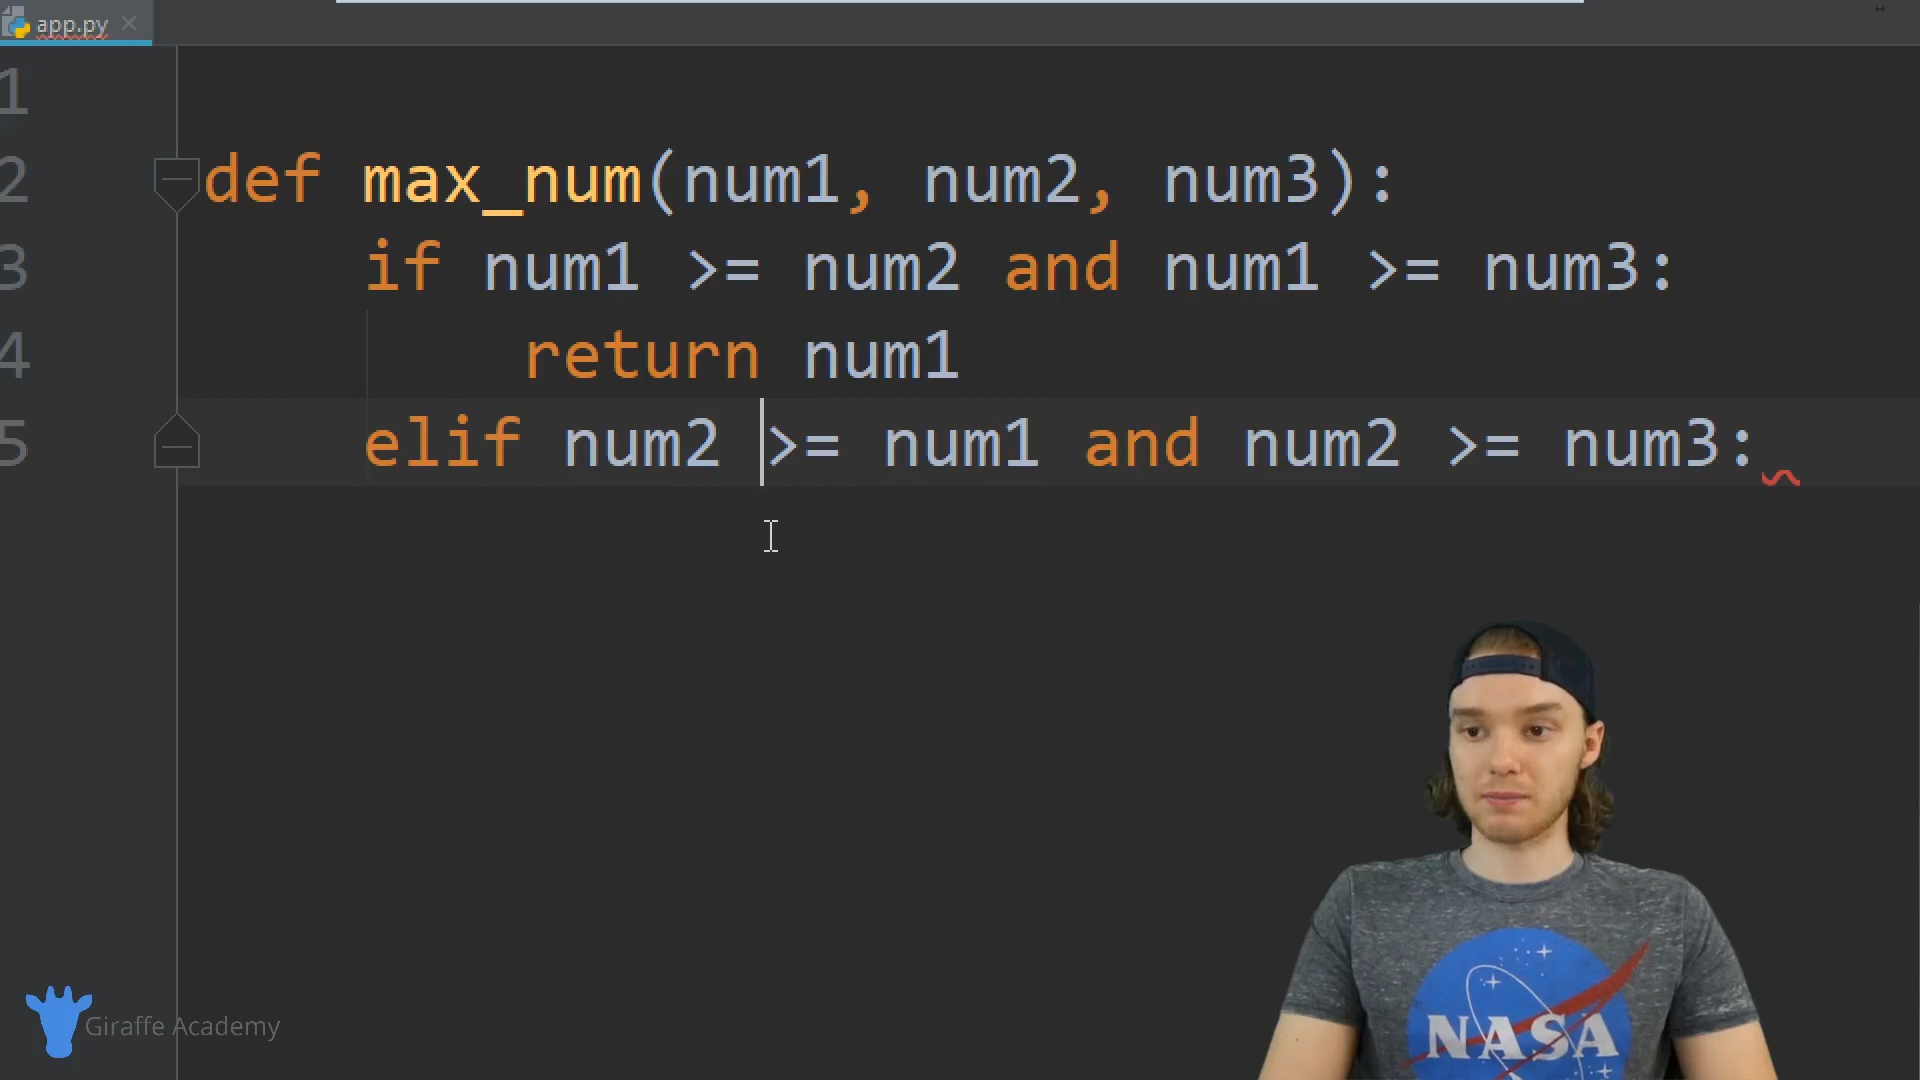 app.py
1
2 def max_num(num1, num2, num3):
3 if num1 >= num2 and num1 >= num3:
4 return num1
5 elif num2 >= num1 and num2 >= num3:
NASA
Giraffe Academy